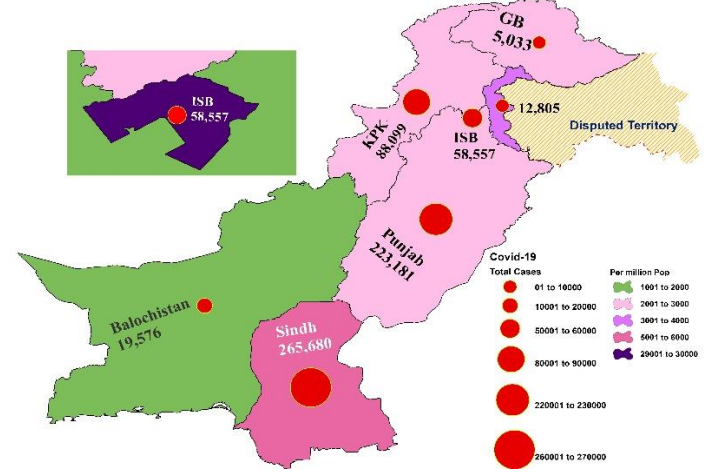 GB
5,033
ISB
58,557
KPK
88,099
12,805
ISB
58,557
Disputed Territory
Punjab
223,181
Balochistan
19,576
Sindh
265,680
Covid-19
Total Cases
01 to 10000
10001 to 20000
50001 to 60000
80001 to 90000
220001 to 230000
260001 to 270000
Per million Pop
1001 to 2000
2001 to 3000
3001 to 4000
5001 to 6000
29001 to 30000